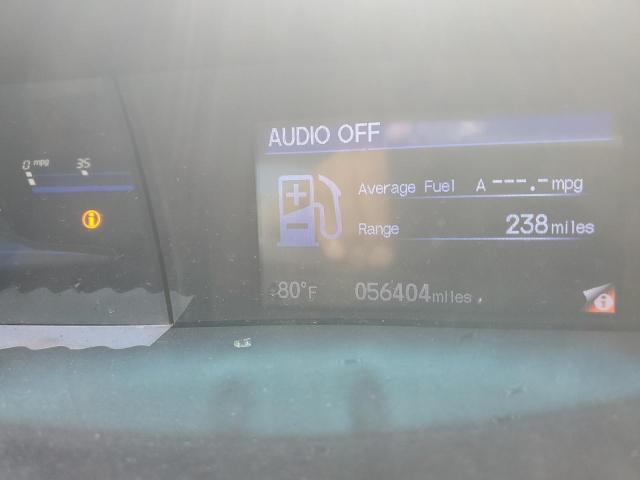 AUDIO OFF
0 mpg 35
Average Fuel A ---.- mpg
Range 238 miles
80°F 056404 miles